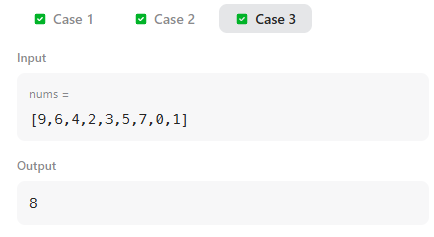 Case 1 Case 2 Case 3
Input
nums =
[9,6,4,2,3,5,7,0,1]
Output
8